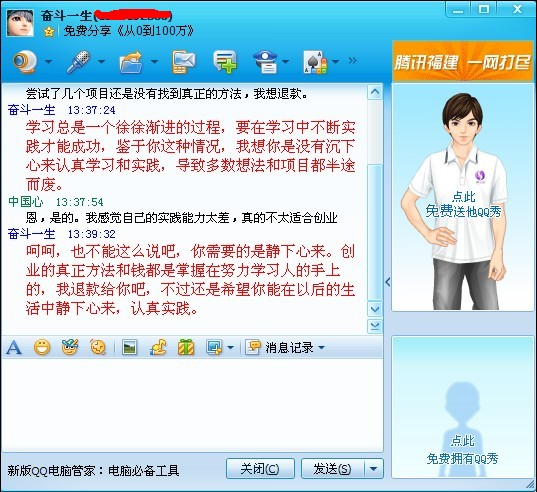 奋斗一生(
免费分享《从0到100万》
腾讯福建 一网打尽
尝试了几个项目还是没有找到真正的方法，我想退款。
奋斗一生 13:37:24
学习总是一个徐徐渐进的过程，要在学习中不断实
践才能成功，鉴于你这种情况，我想你是没有沉下
心来认真学习和实践，导致多数想法和项目都半途
而废。
中国心 13:37:54
恩，是的。我感觉自己的实践能力太差，真的不太适合创业
奋斗一生 13:39:32
呵呵，也不能这么说吧，你需要的是静下心来。创
业的真正方法和钱都是掌握在努力学习人的手上
的，我退款给你吧，不过还是希望你能在以后的生
活中静下心来，认真实践。
点此
免费送他QQ秀
消息记录
点此
免费拥有QQ秀
新版QQ电脑管家：电脑必备工具
关闭(C)
发送(S)